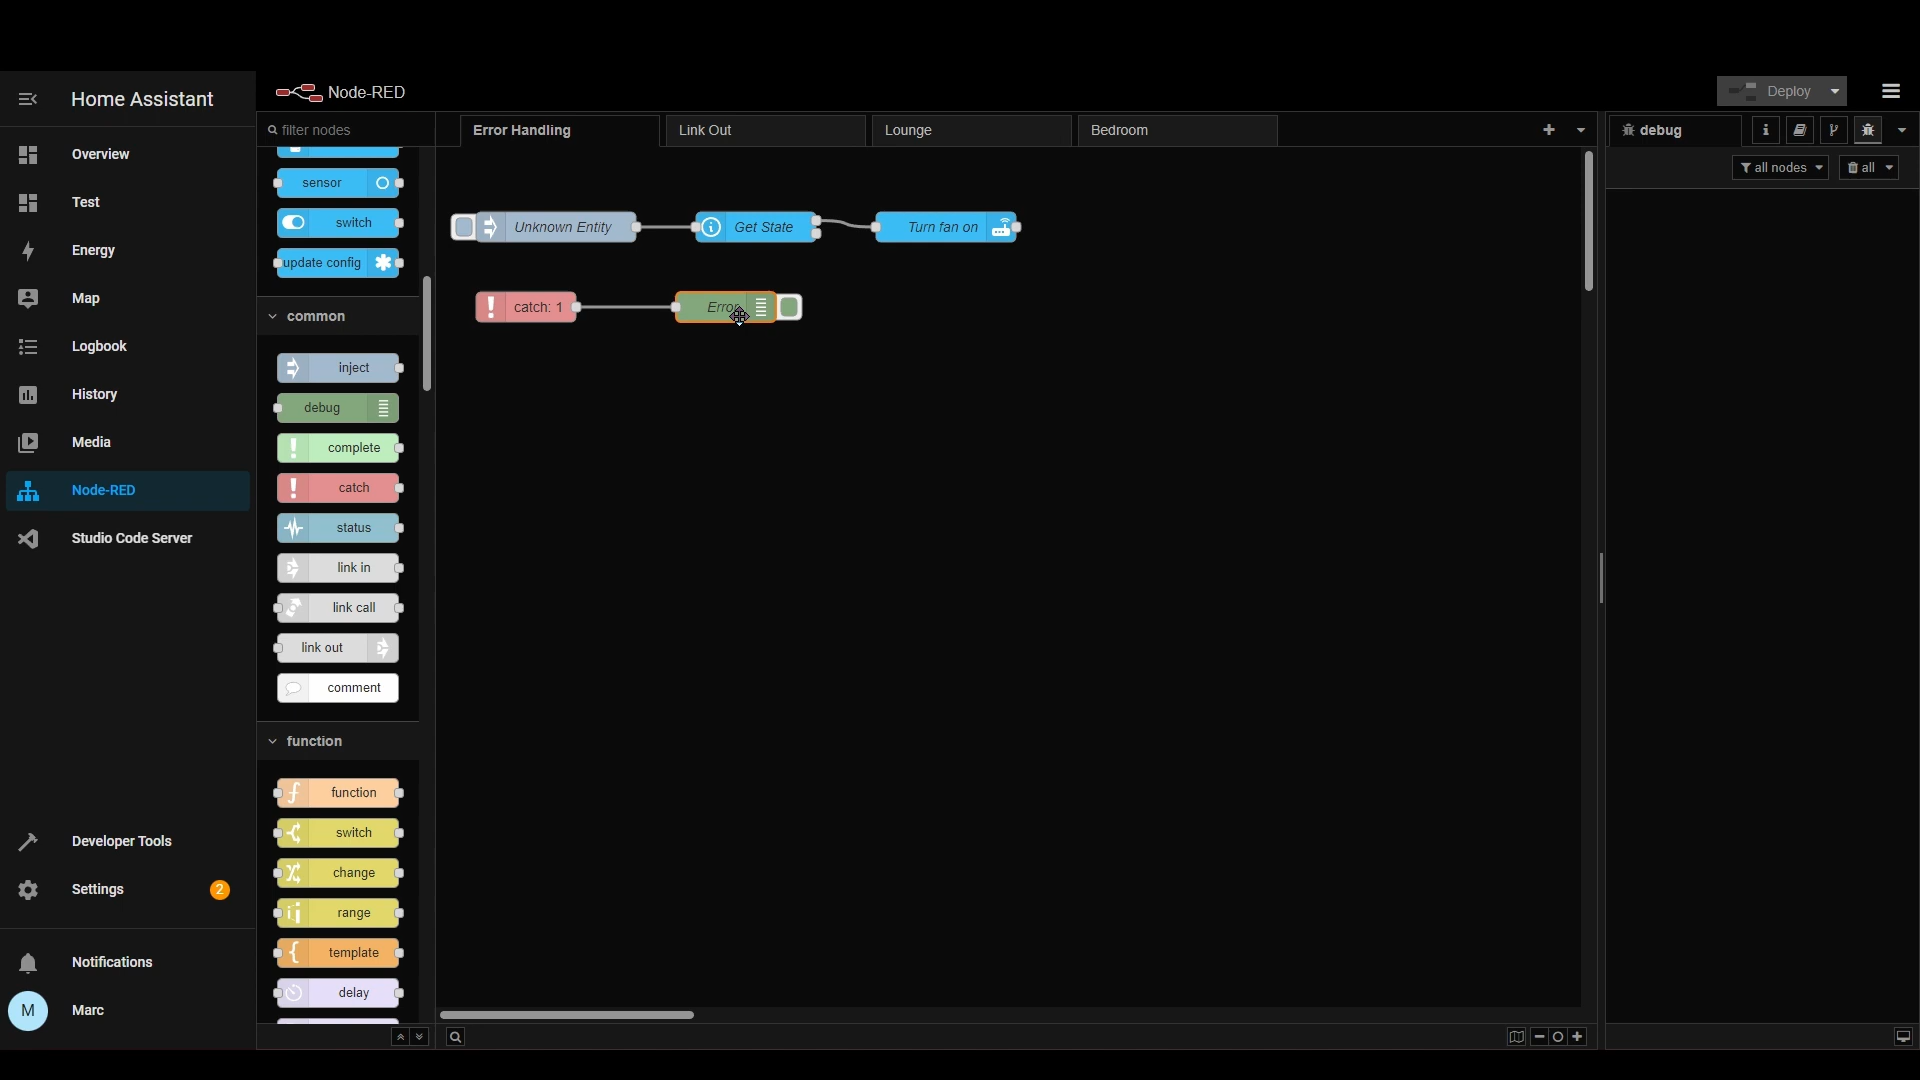 Home Assistant
Node-RED
Deploy
filter nodes
Error Handling
Link Out
Lounge
Bedroom
debug
all nodes
all
Overview
Test
Energy
Map
Logbook
History
Media
Node-RED
Studio Code Server
Developer Tools
Settings
2
Notifications
M
Marc
sensor
switch
update config
common
inject
debug
complete
catch
status
link in
link call
link out
comment
function
function
switch
change
range
template
delay
Unknown Entity
Get State
Turn fan on
catch: 1
Error